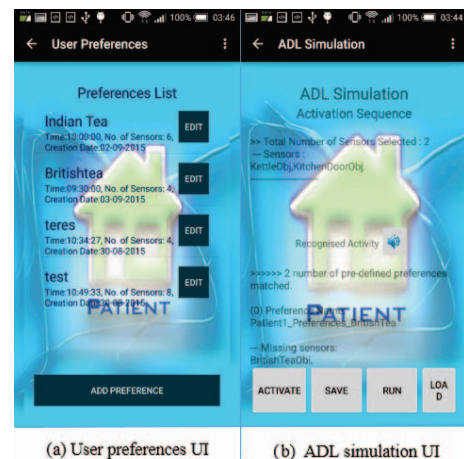 100% 03:46
User Preferences
Preferences List
Indian Tea
Time:10:09:00, No. of Sensors: 6,
Creation Date:02-09-2015
EDIT
Britishtea
Time:09:30:00, No. of Sensors: 4,
Creation Date:03-09-2015
EDIT
teres
Time:10:34:27, No. of Sensors: 4,
Creation Date:30-08-2015
EDIT
test
Time:10:49:33, No. of Sensors: 8,
Creation Date:
EDIT
PATIENT
ADD PREFERENCE
(a) User preferences UI
100% 03:44
ADL Simulation
ADL Simulation
Activation Sequence
>> Total Number of Sensors Selected : 2
--- Sensors :
KettleObj,KitchenDoorObj
Recognised Activity
>>>>>> 2 number of pre-defined preferences
matched.
(0) Preference
Patient1_Preferences_BritishTea
PATIENT
--- Missing sensors:
BritishTeaObj,
ACTIVATE
SAVE
RUN
LOA
D
(b) ADL simulation UI